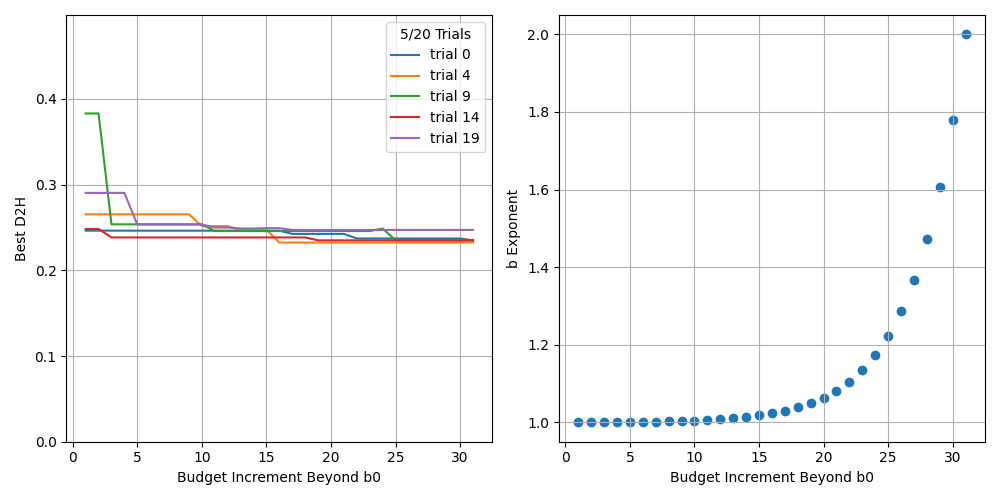 5/20 Trials
trial 0
trial 4
trial 9
trial 14
trial 19
Best D2H
0.4
0.3
0.2
0.1
0.0
0 5 10 15 20 25 30
Budget Increment Beyond b0
b Exponent
2.0
1.8
1.6
1.4
1.2
1.0
0 5 10 15 20 25 30
Budget Increment Beyond b0